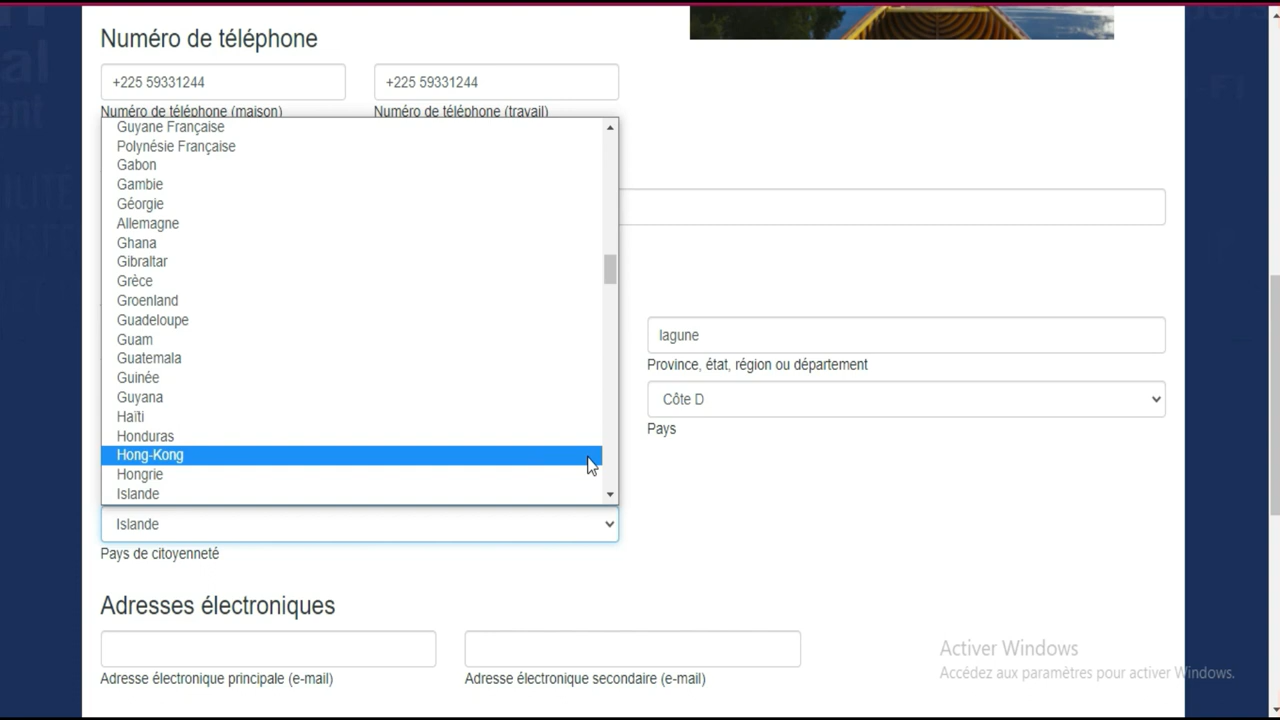 Numéro de téléphone
+225 59331244
+225 59331244
Numéro de téléphone (maison)
Numéro de téléphone (travail)
Guyane Française
Polynésie Française
Gabon
Gambie
Géorgie
Allemagne
Ghana
Gibraltar
Grèce
Groenland
Guadeloupe
Guam
Guatemala
Guinée
Guyana
Haïti
Honduras
Hong-Kong
Hongrie
Islande
lagune
Province, état, région ou département
Côte D
Pays
Islande
Pays de citoyenneté
Adresses électroniques
Adresse électronique principale (e-mail)
Adresse électronique secondaire (e-mail)
Activer Windows
Accédez aux paramètres pour activer Windows.